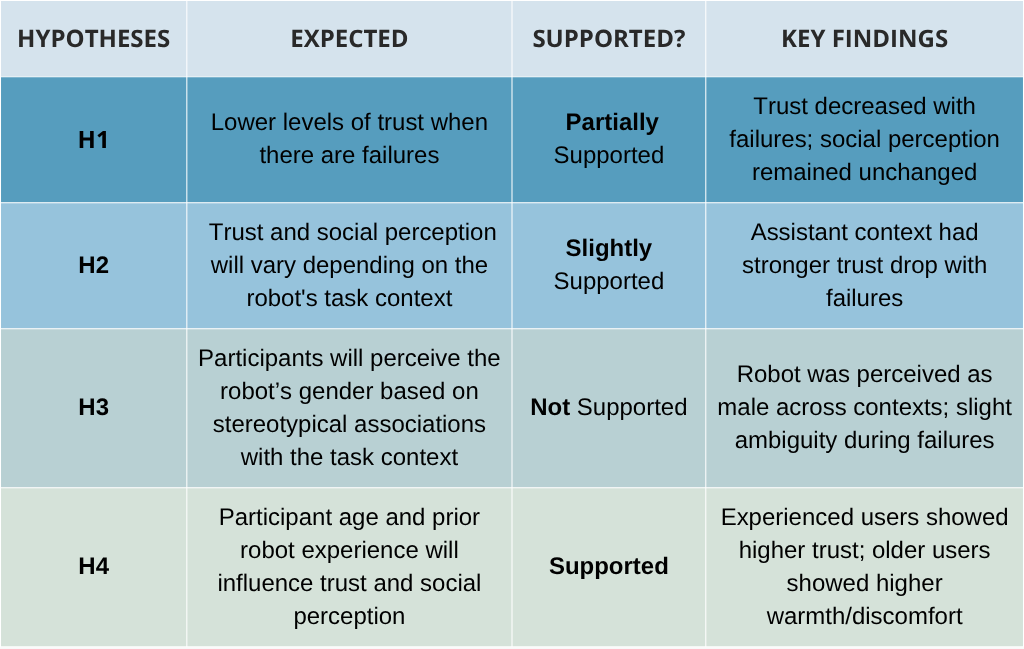 HYPOTHESES
EXPECTED
SUPPORTED?
KEY FINDINGS
H1
Lower levels of trust when
there are failures
Partially
Supported
Trust decreased with
failures; social perception
remained unchanged
H2
Trust and social perception
will vary depending on the
robot's task context
Slightly
Supported
Assistant context had
stronger trust drop with
failures
H3
Participants will perceive the
robot’s gender based on
stereotypical associations
with the task context
Not Supported
Robot was perceived as
male across contexts; slight
ambiguity during failures
H4
Participant age and prior
robot experience will
influence trust and social
perception
Supported
Experienced users showed
higher trust; older users
showed higher
warmth/discomfort